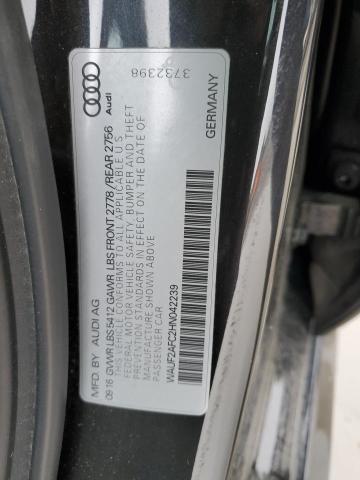 Audi
37323398
MFD. BY AUDI AG
09.16 GVWR LBS 5412 GAWR LBS FRONT 2778 /REAR 2756
THIS VEHICLE CONFORMS TO ALL APPLICABLE U S
FEDERAL MOTOR VEHICLE SAFETY, BUMPER AND THEFT
PREVENTION STANDARDS IN EFFECT ON THE DATE OF
MANUFACTURE SHOWN ABOVE.
PASSENGER CAR
GERMANY
WAUF2AFC2HN042239